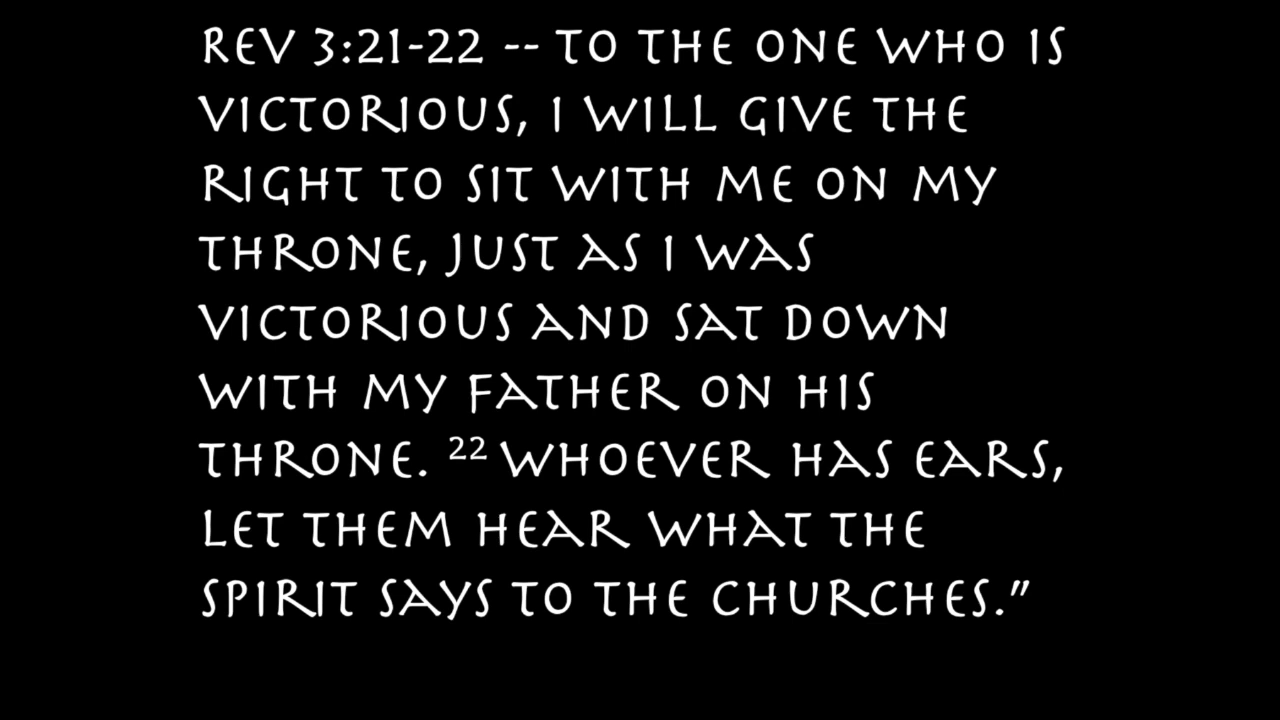 REV 3:21-22 -- TO THE ONE WHO IS
VICTORIOUS, I WILL GIVE THE
RIGHT TO SIT WITH ME ON MY
THRONE, JUST AS I WAS
VICTORIOUS AND SAT DOWN
WITH MY FATHER ON HIS
THRONE. ²² WHOEVER HAS EARS,
LET THEM HEAR WHAT THE
SPIRIT SAYS TO THE CHURCHES.”